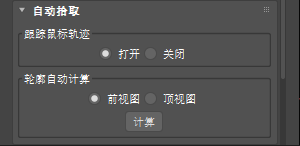 自动拾取
跟踪鼠标轨迹
打开 关闭
轮廓自动计算
前视图 顶视图
计算